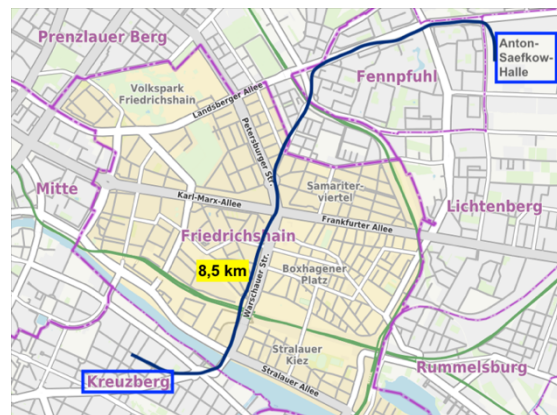 Prenzlauer Berg
Anton-
Saefkow-
Halle
Fennpfuhl
Volkspark
Friedrichshain
Landsberger Allee
Petersburger Str.
Samariter-
viertel
Mitte
Karl-Marx-Allee
Lichtenberg
Frankfurter Allee
Friedrichshain
8,5 km
Warschauer Str.
Boxhagener
Platz
Stralauer
Kiez
Rummelsburg
Kreuzberg
Stralauer Allee